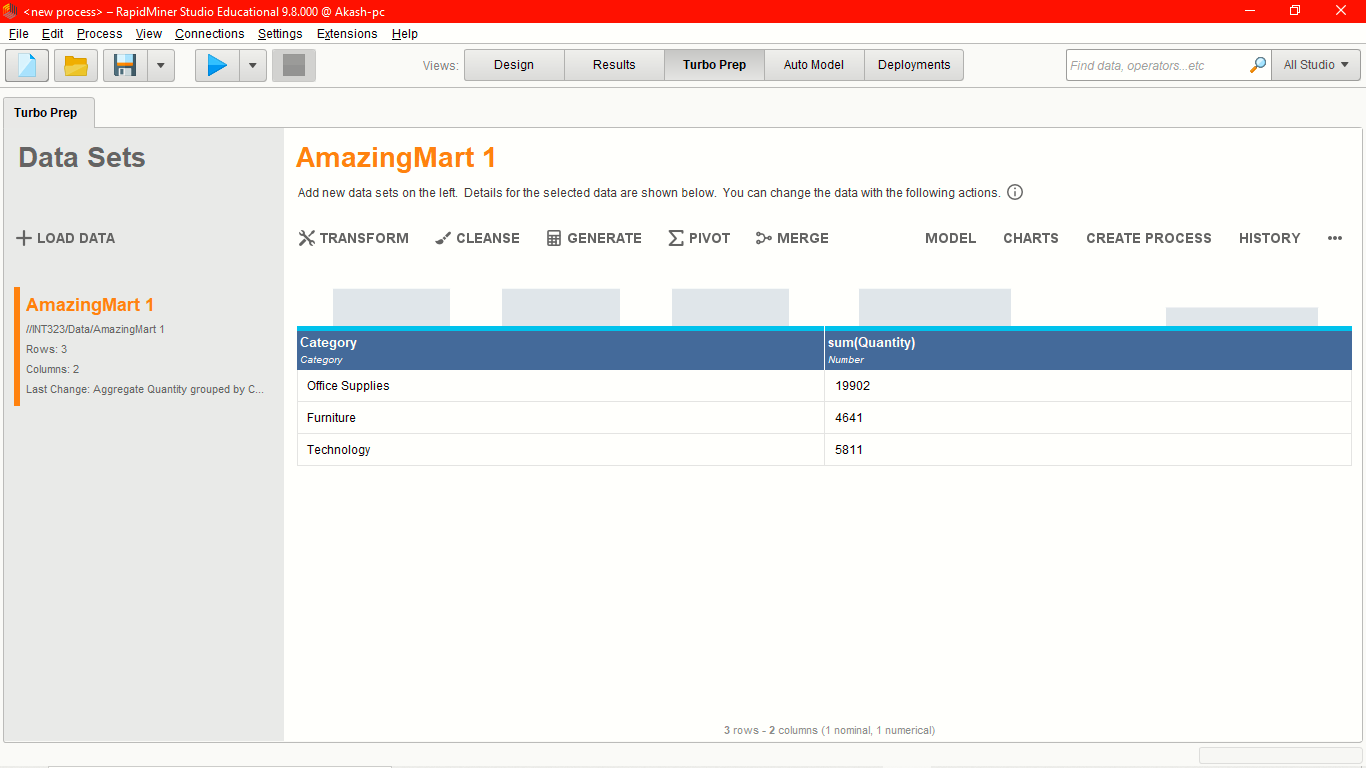 <new process> – RapidMiner Studio Educational 9.8.000 @ Akash-pc
File Edit Process View Connections Settings Extensions Help
Views: Design Results Turbo Prep Auto Model Deployments Find data, operators...etc All Studio
Turbo Prep
Data Sets
LOAD DATA
AmazingMart 1
//INT323/Data/AmazingMart 1
Rows: 3
Columns: 2
Last Change: Aggregate Quantity grouped by C...
AmazingMart 1
Add new data sets on the left. Details for the selected data are shown below. You can change the data with the following actions.
TRANSFORM CLEANSE GENERATE PIVOT MERGE MODEL CHARTS CREATE PROCESS HISTORY
Category sum(Quantity)
Category Number
Office Supplies 19902
Furniture 4641
Technology 5811
3 rows - 2 columns (1 nominal, 1 numerical)